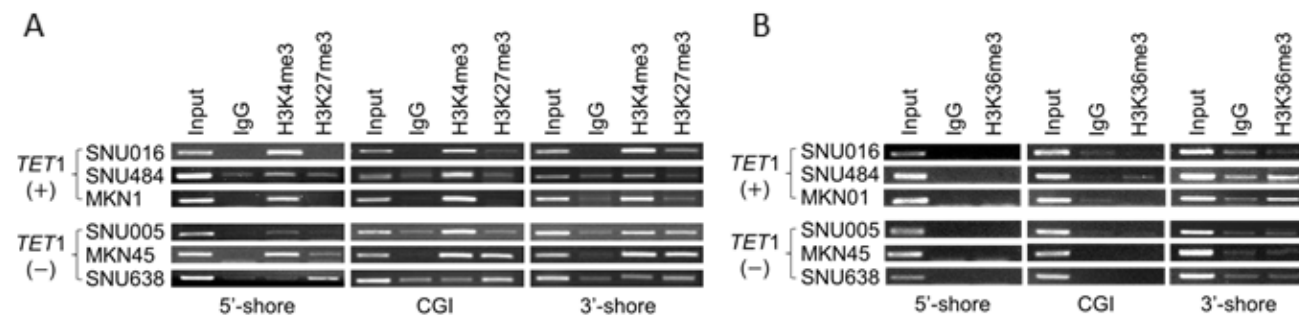 A
Input IgG H3K4me3 H3K27me3 Input IgG H3K4me3 H3K27me3 Input IgG H3K4me3 H3K27me3
TET1 (+)
SNU016
SNU484
MKN1
TET1 (−)
SNU005
MKN45
SNU638
5'-shore CGI 3'-shore
B
Input IgG H3K36me3 Input IgG H3K36me3 Input IgG H3K36me3
TET1 (+)
SNU016
SNU484
MKN01
TET1 (−)
SNU005
MKN45
SNU638
5'-shore CGI 3'-shore